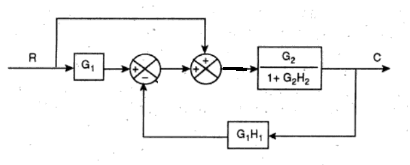 R
G₁
+
−
+
+
G₂
1+ G₂H₂
C
G₁H₁